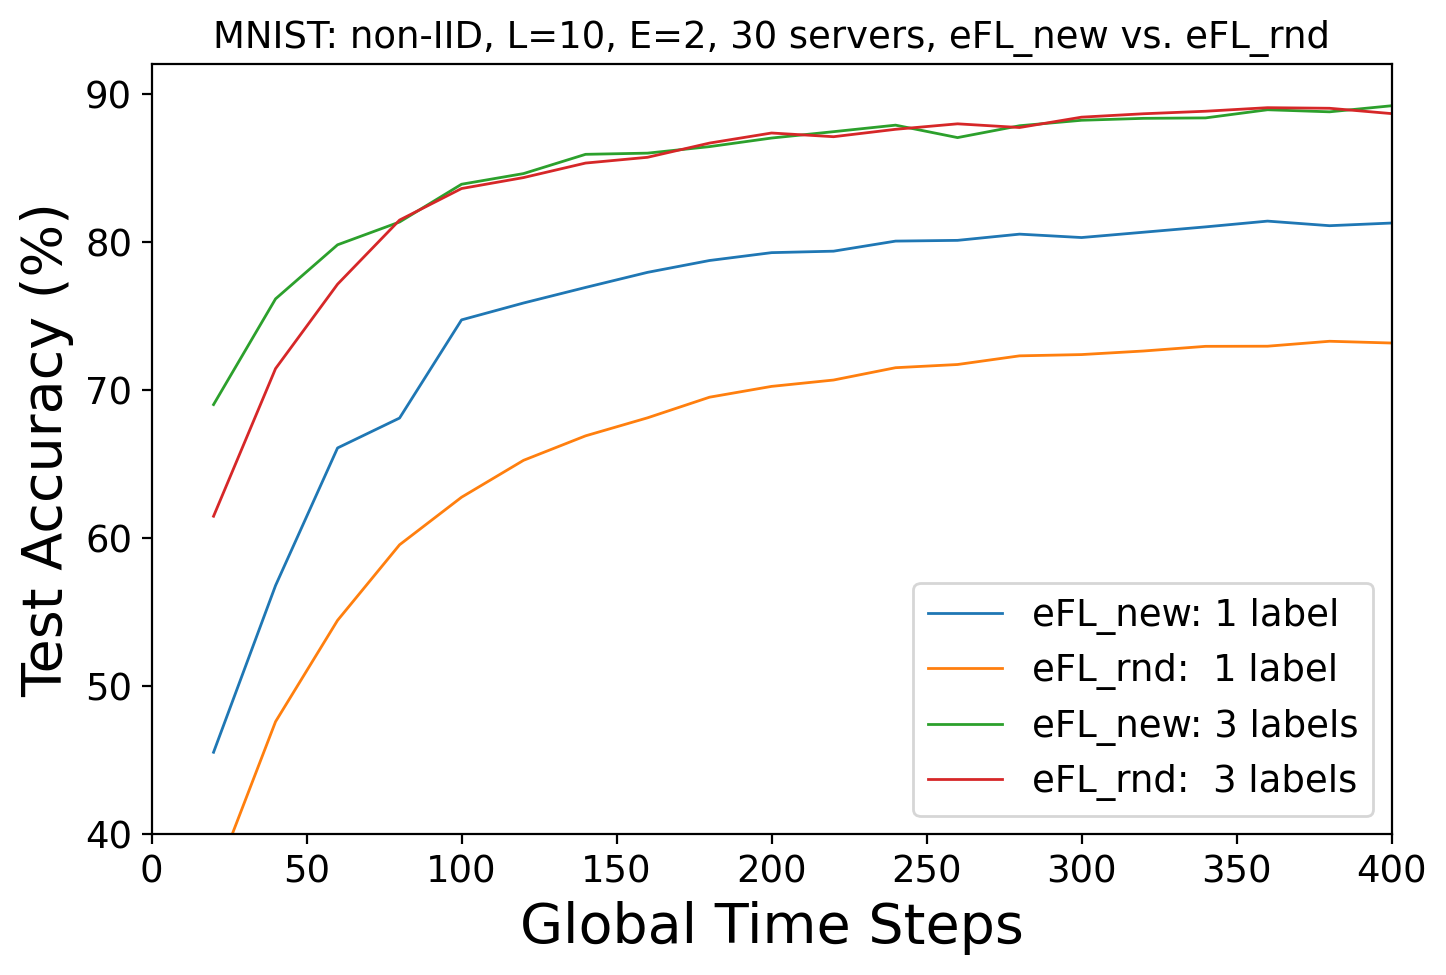 MNIST: non-IID, L=10, E=2, 30 servers, eFL_new vs. eFL_rnd
Test Accuracy (%)
90
80
70
60
50
40
eFL_new: 1 label
eFL_rnd:  1 label
eFL_new: 3 labels
eFL_rnd:  3 labels
0 50 100 150 200 250 300 350 400
Global Time Steps